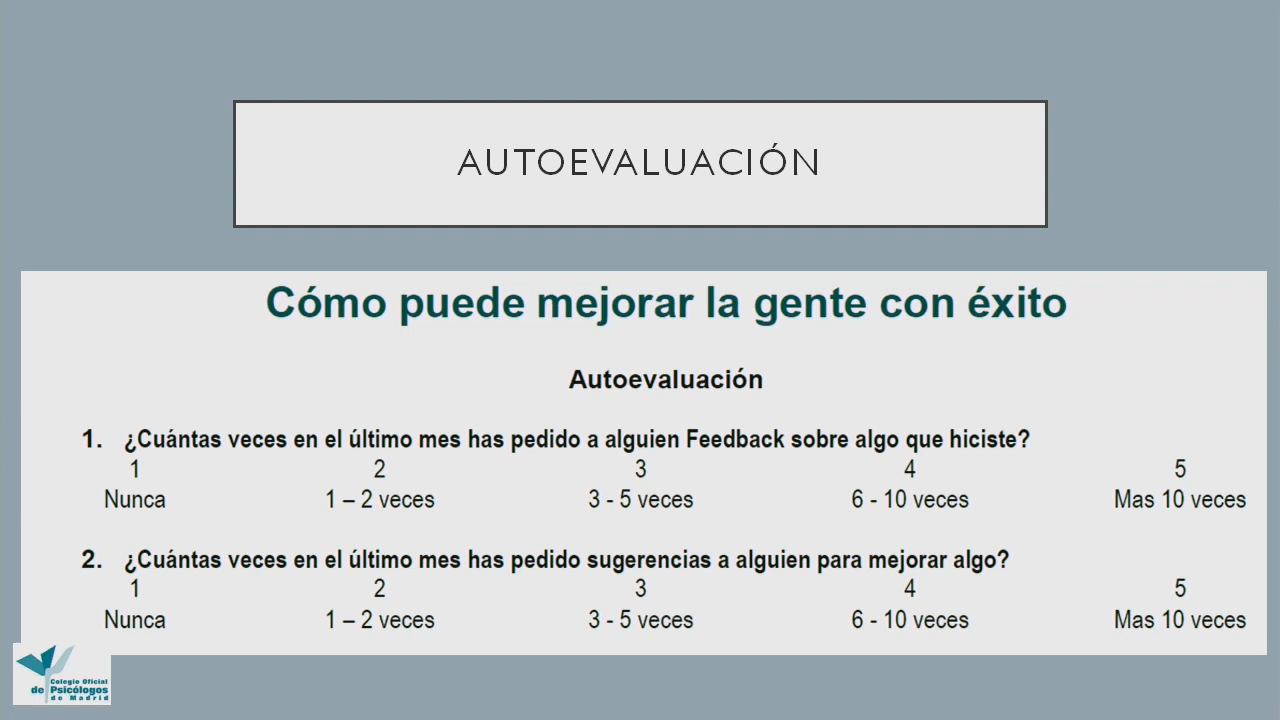 AUTOEVALUACIÓN
Cómo puede mejorar la gente con éxito
Autoevaluación
1. ¿Cuántas veces en el último mes has pedido a alguien Feedback sobre algo que hiciste?
1 2 3 4 5
Nunca 1 – 2 veces 3 - 5 veces 6 - 10 veces Mas 10 veces
2. ¿Cuántas veces en el último mes has pedido sugerencias a alguien para mejorar algo?
1 2 3 4 5
Nunca 1 – 2 veces 3 - 5 veces 6 - 10 veces Mas 10 veces
Colegio Oficial
de Psicólogos
de Madrid